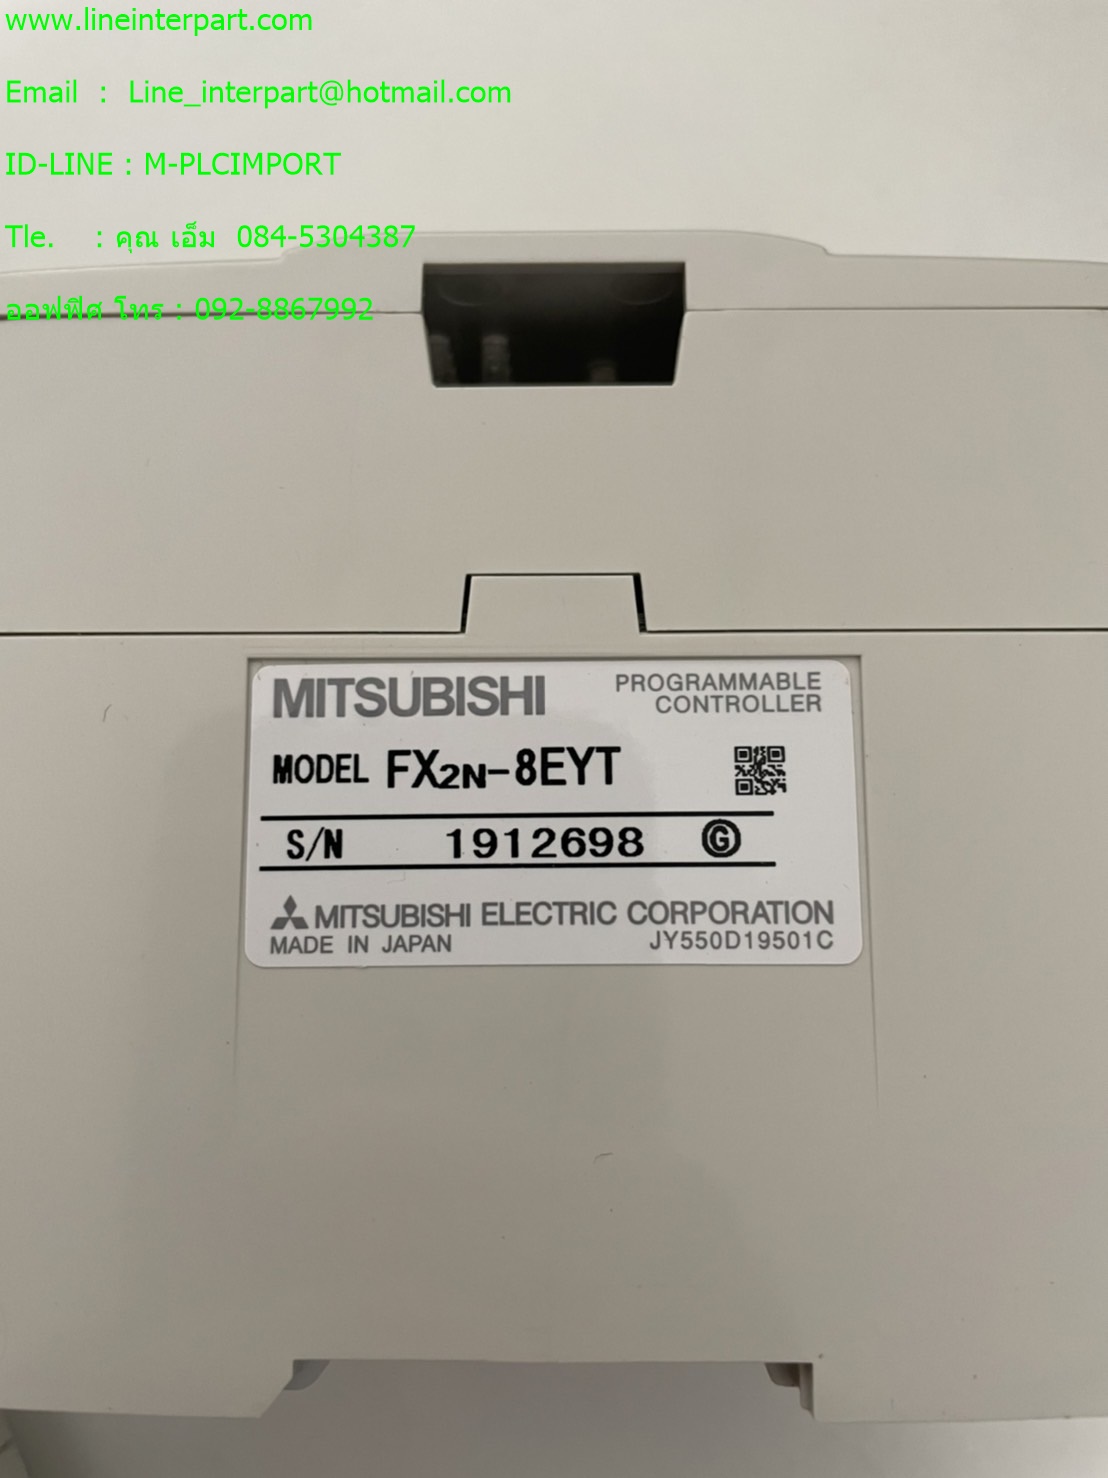 www.lineinterpart.com
Email : Line_interpart@hotmail.com
ID-LINE : M-PLCIMPORT
Tle. : คุณ เอ็ม 084-5304387
ออฟฟิศ โทร : 092-8867992
MITSUBISHI PROGRAMMABLE CONTROLLER
MODEL FX2N-8EYT
S/N 1912698 G
MITSUBISHI ELECTRIC CORPORATION
MADE IN JAPAN JY550D19501C